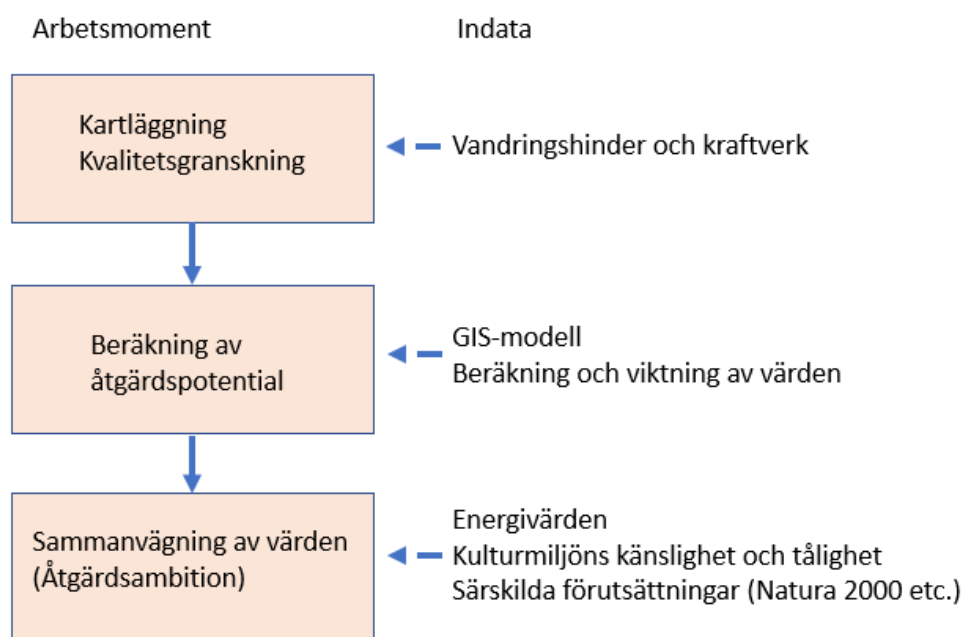 Arbetsmoment
Indata
Kartläggning
Kvalitetsgranskning
Vandringshinder och kraftverk
Beräkning av
åtgärdspotential
GIS-modell
Beräkning och viktning av värden
Sammanvägning av värden
(Åtgärdsambition)
Energivärden
Kulturmiljöns känslighet och tålighet
Särskilda förutsättningar (Natura 2000 etc.)